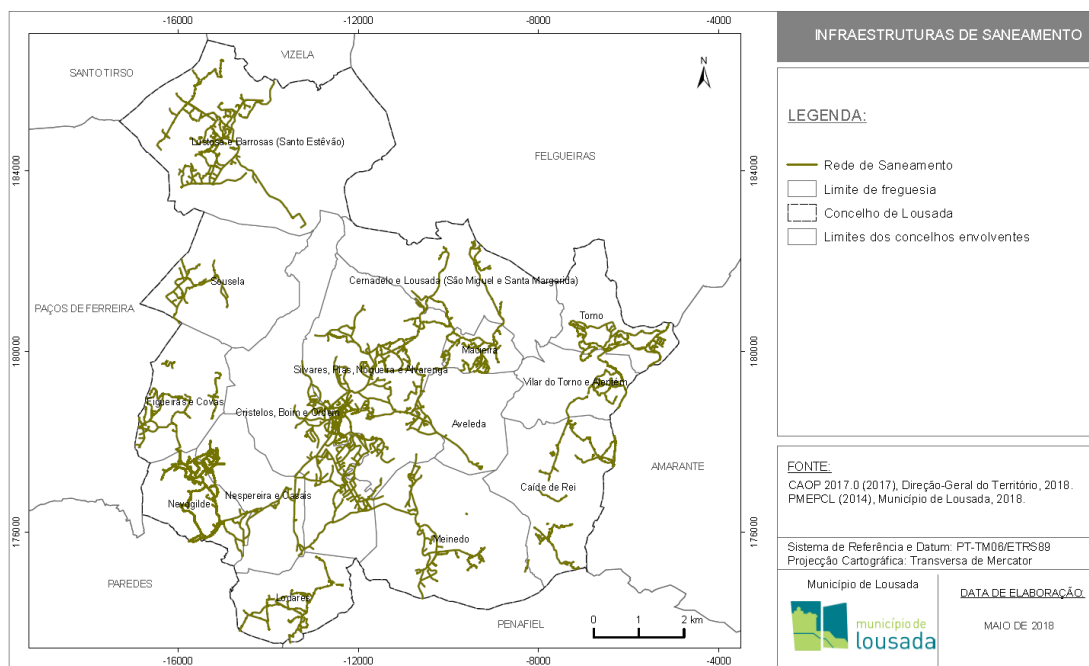 -16000
-12000
-8000
-4000
INFRAESTRUTURAS DE SANEAMENTO
VIZELA
SANTO TIRSO
N
FELGUEIRAS
LEGENDA:
Rede de Saneamento
Limite de freguesia
Concelho de Lousada
Limites dos concelhos envolventes
184000
184000
Lustosa e Barrosas (Santo Estêvão)
Sousela
Cernadelo e Lousada (São Miguel e Santa Margarida)
PAÇOS DE FERREIRA
Torno
180000
180000
Macieira
Silvares, Pias, Nogueira e Alvarenga
Vilar do Torno e Alentém
Figueiras e Covas
Cristelos, Boim e Ordem
Aveleda
AMARANTE
FONTE:
CAOP 2017.0 (2017), Direção-Geral do Território, 2018.
PMEPCL (2014), Município de Lousada, 2018.
Caíde de Rei
Nevogilde
Nespereira e Casais
176000
176000
Meinedo
Sistema de Referência e Datum: PT-TM06/ETRS89
Projecção Cartográfica: Transversa de Mercator
PAREDES
Lodares
PENAFIEL
0 1 2 km
Município de Lousada
município de
lousada
DATA DE ELABORAÇÃO:
MAIO DE 2018
-16000
-12000
-8000
-4000